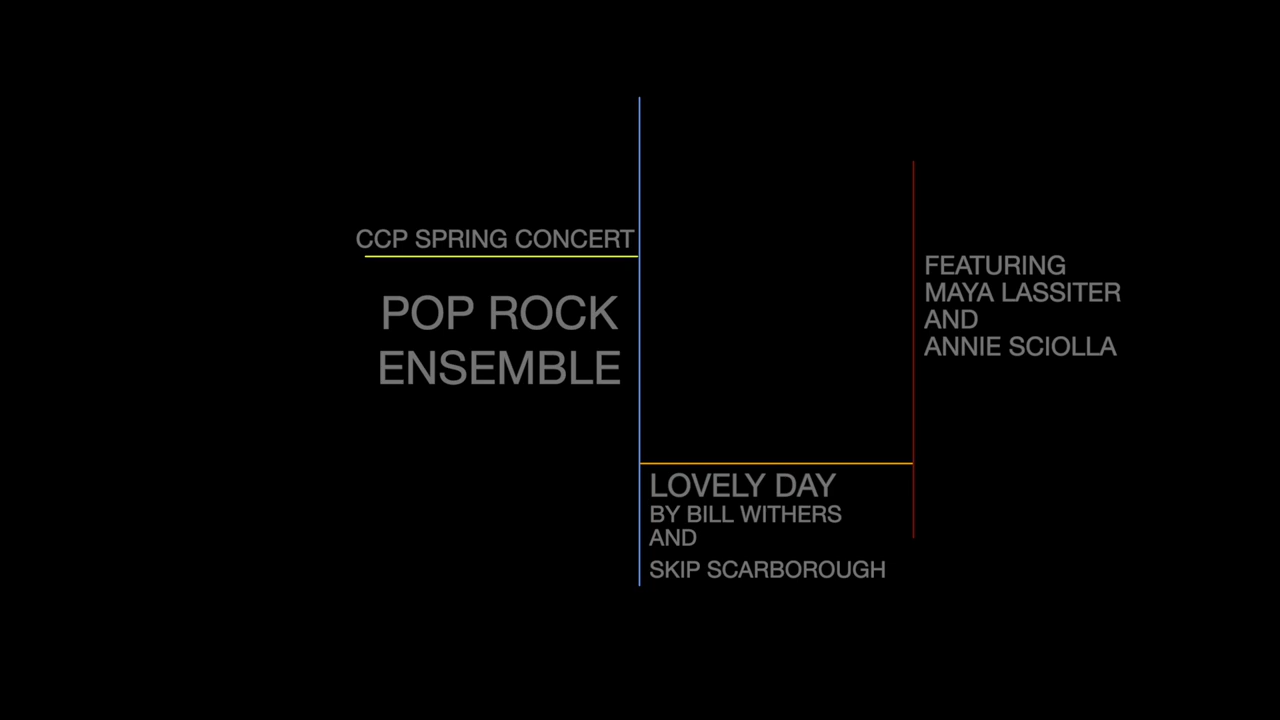 CCP SPRING CONCERT
POP ROCK
ENSEMBLE
LOVELY DAY
BY BILL WITHERS
AND
SKIP SCARBOROUGH
FEATURING
MAYA LASSITER
AND
ANNIE SCIOLLA